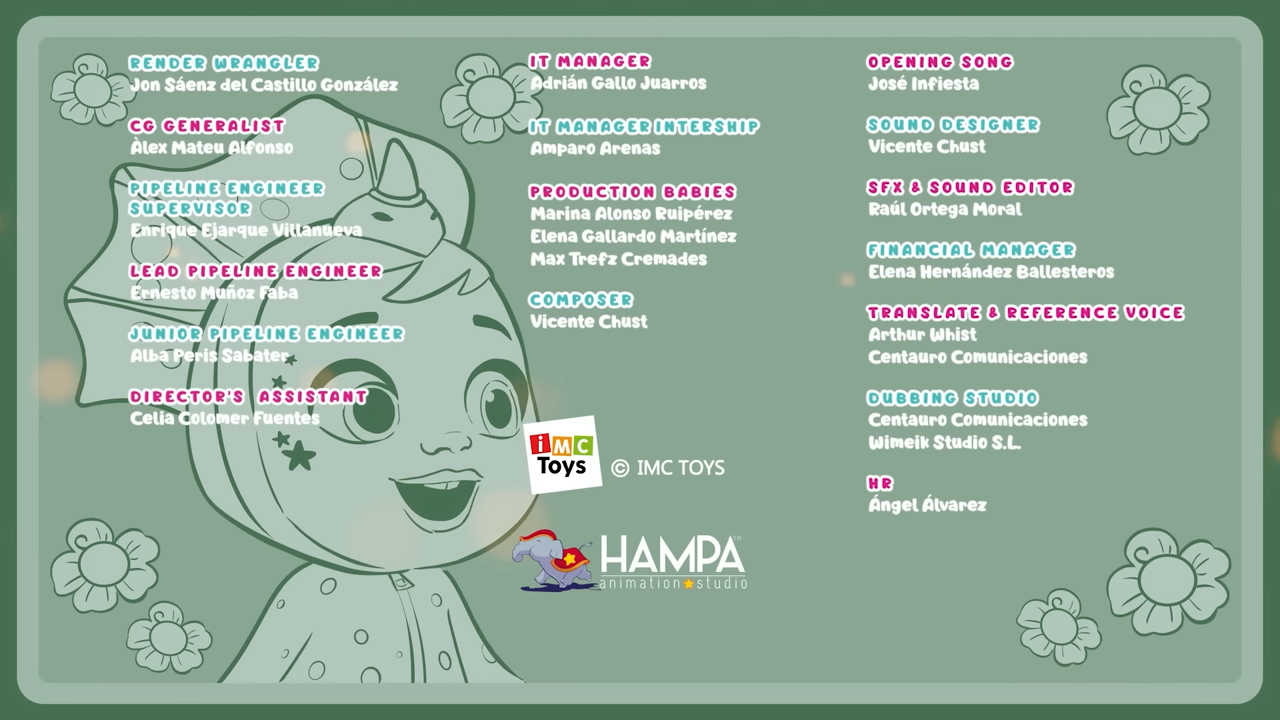 RENDER WRANGLER
Jon Sáenz del Castillo González
CG GENERALIST
Àlex Mateu Alfonso
PIPELINE ENGINEER
SUPERVISOR
Enrique Ejarque Villanueva
LEAD PIPELINE ENGINEER
Ernesto Muñoz Faba
JUNIOR PIPELINE ENGINEER
Alba Peris Sabater
DIRECTOR'S ASSISTANT
Celia Colomer Fuentes
IT MANAGER
Adrián Gallo Juarros
IT MANAGER INTERSHIP
Amparo Arenas
PRODUCTION BABIES
Marina Alonso Ruipérez
Elena Gallardo Martínez
Max Trefz Cremades
COMPOSER
Vicente Chust
iMC
Toys
© IMC TOYS
HAMPA™
animation studio
OPENING SONG
José Infiesta
SOUND DESIGNER
Vicente Chust
SFX & SOUND EDITOR
Raúl Ortega Moral
FINANCIAL MANAGER
Elena Hernández Ballesteros
TRANSLATE & REFERENCE VOICE
Arthur Whist
Centauro Comunicaciones
DUBBING STUDIO
Centauro Comunicaciones
Wimeik Studio S.L.
HR
Ángel Álvarez